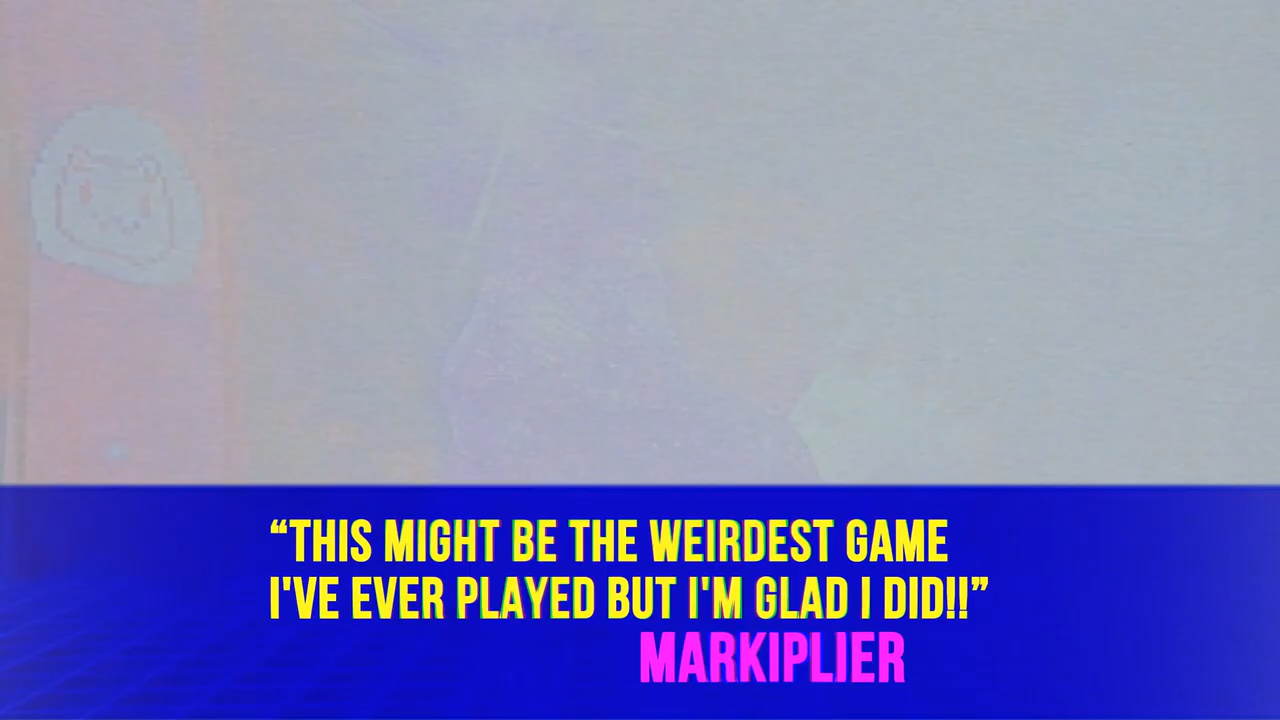 “THIS MIGHT BE THE WEIRDEST GAME
I'VE EVER PLAYED BUT I'M GLAD I DID!!”
MARKIPLIER